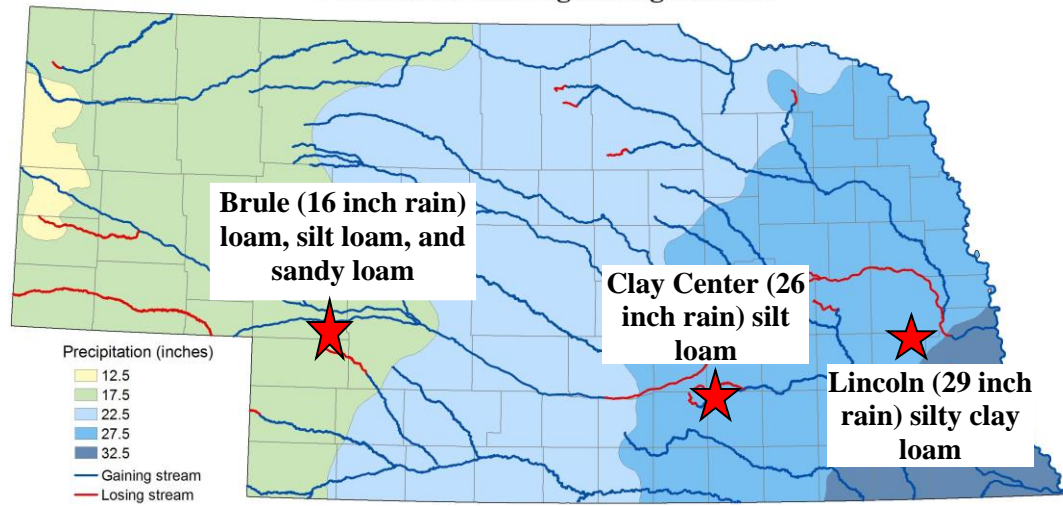 Brule (16 inch rain)
loam, silt loam, and
sandy loam
Clay Center (26
inch rain) silt
loam
Lincoln (29 inch
rain) silty clay
loam
Precipitation (inches)
12.5
17.5
22.5
27.5
32.5
Gaining stream
Losing stream